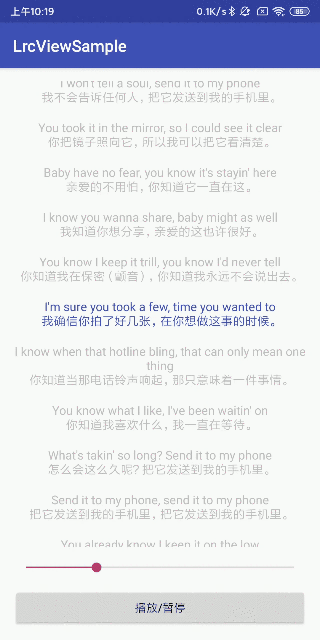 上午10:19
0.1K/s
85
LrcViewSample
I won't tell a soul, send it to my phone
我不会告诉任何人，把它发送到我的手机里。
You took it in the mirror, so I could see it clear
你把镜子照向它，所以我可以把它看清楚。
Baby have no fear, you know it's stayin' here
亲爱的不用怕，你知道它一直在这。
I know you wanna share, baby might as well
我知道你想分享，亲爱的这也许很好。
You know I keep it trill, you know I'd never tell
你知道我在保密（颤音），你知道我永远不会说出去。
I'm sure you took a few, time you wanted to
我确信你拍了好几张，在你想做这事的时候。
I know when that hotline bling, that can only mean one
thing
你知道当那电话铃声响起，那只意味着一件事情。
You know what I like, I've been waitin' on
你知道我喜欢什么，我一直在等待。
What's takin' so long? Send it to my phone
怎么会这么久呢？把它发送到我的手机里。
Send it to my phone, send it to my phone
把它发送到我的手机里，把它发送到我的手机里。
You already know I keep it on the low
播放/暂停